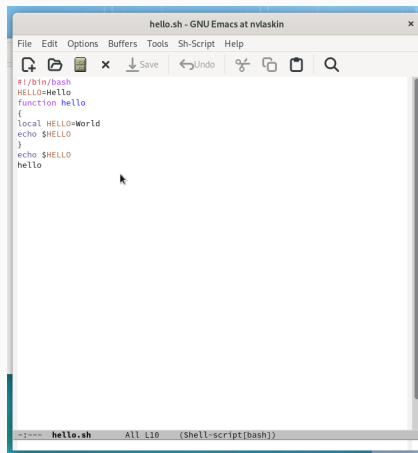 hello.sh - GNU Emacs at nvlaskin ×
File Edit Options Buffers Tools Sh-Script Help
Save Undo
#!/bin/bash
HELLO=Hello
function hello
{
local HELLO=World
echo $HELLO
}
echo $HELLO
hello
-:--- hello.sh All L10 (Shell-script[bash])